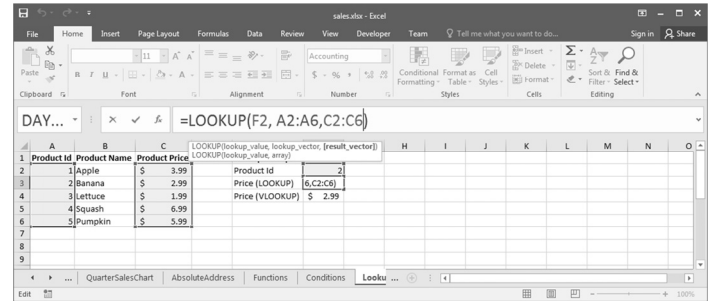 sales.xlsx - Excel
File Home Insert Page Layout Formulas Data Review View Developer Team Tell me what you want to do... Sign in Share
Paste 11 A A Accounting Conditional Formatting Format as Table Cell Styles Insert Delete Format Sort & Filter Find & Select
B I U A $ % ,
Clipboard Font Alignment Number Styles Cells Editing
DAY... fx =LOOKUP(F2, A2:A6,C2:C6)
LOOKUP(lookup_value, lookup_vector, [result_vector])
LOOKUP(lookup_value, array)
A B C H I J K L M N O
1 Product Id Product Name Product Price
2 1 Apple $ 3.99 Product Id 2
3 2 Banana $ 2.99 Price (LOOKUP) 6,C2:C6)
4 3 Lettuce $ 1.99 Price (VLOOKUP) $ 2.99
5 4 Squash $ 6.99
6 5 Pumpkin $ 5.99
7
8
9
... QuarterSalesChart AbsoluteAddress Functions Conditions Looku ...
Edit 100%